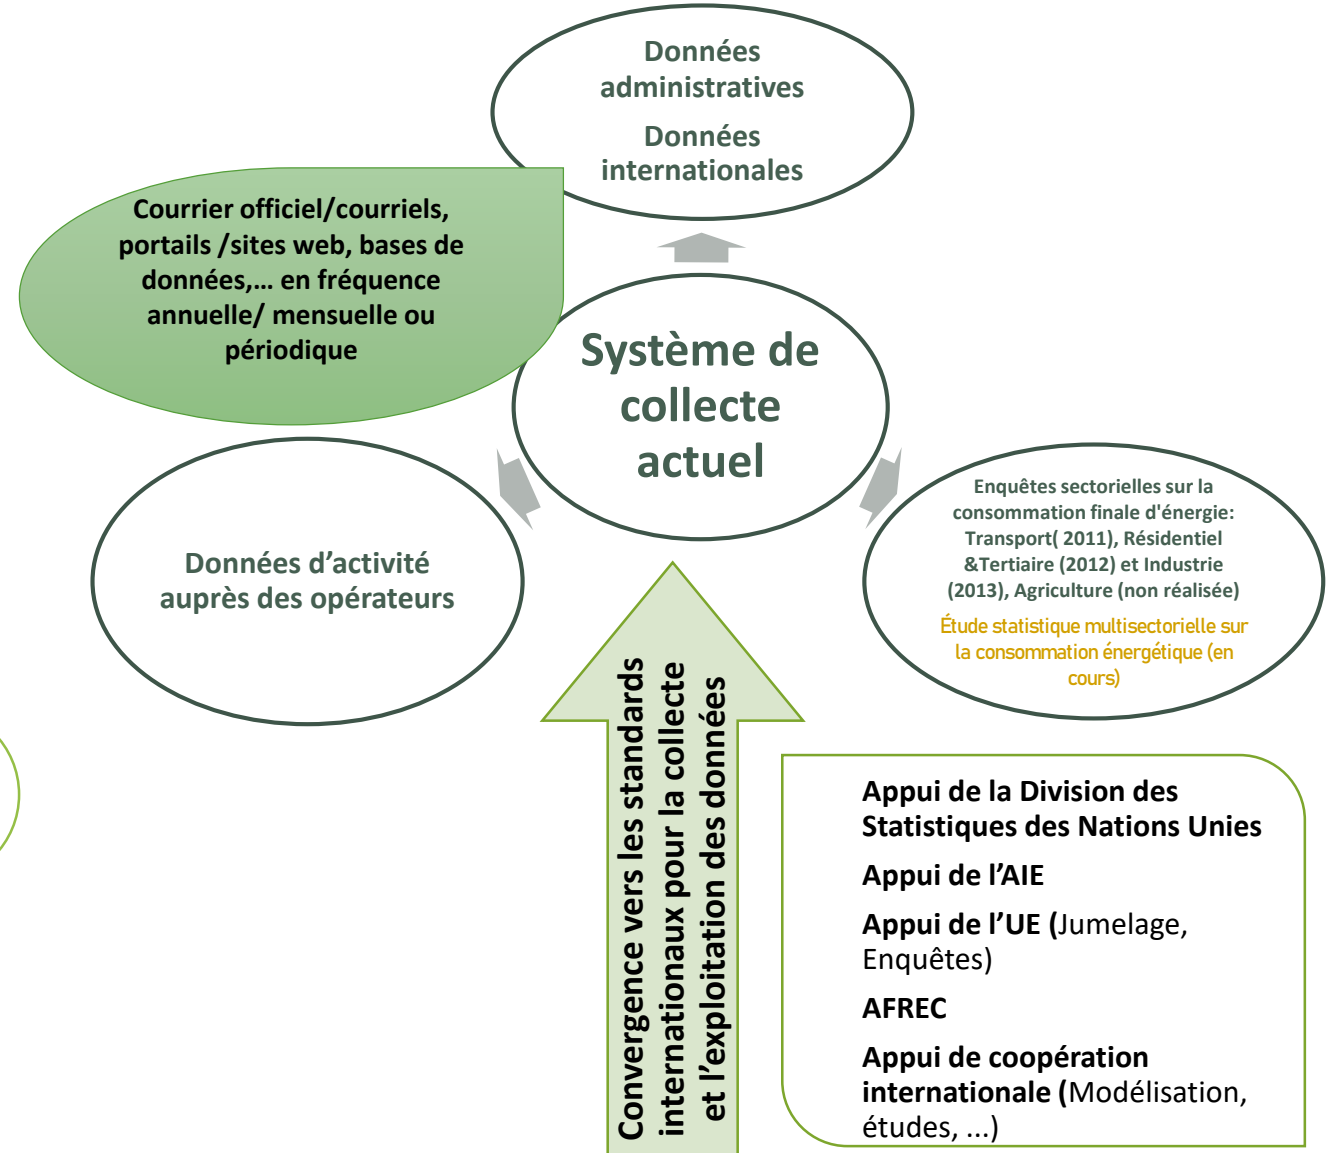 Données
administratives
Données
internationales
Courrier officiel/courriels,
portails /sites web, bases de
données,... en fréquence
annuelle/ mensuelle ou
périodique
Système de
collecte
actuel
Données d’activité
auprès des opérateurs
Enquêtes sectorielles sur la
consommation finale d'énergie:
Transport( 2011), Résidentiel
&Tertiaire (2012) et Industrie
(2013), Agriculture (non réalisée)
Étude statistique multisectorielle sur
la consommation énergétique (en
cours)
Convergence vers les standards
internationaux pour la collecte
et l’exploitation des données
Appui de la Division des
Statistiques des Nations Unies
Appui de l’AIE
Appui de l’UE (Jumelage,
Enquêtes)
AFREC
Appui de coopération
internationale (Modélisation,
études, ...)